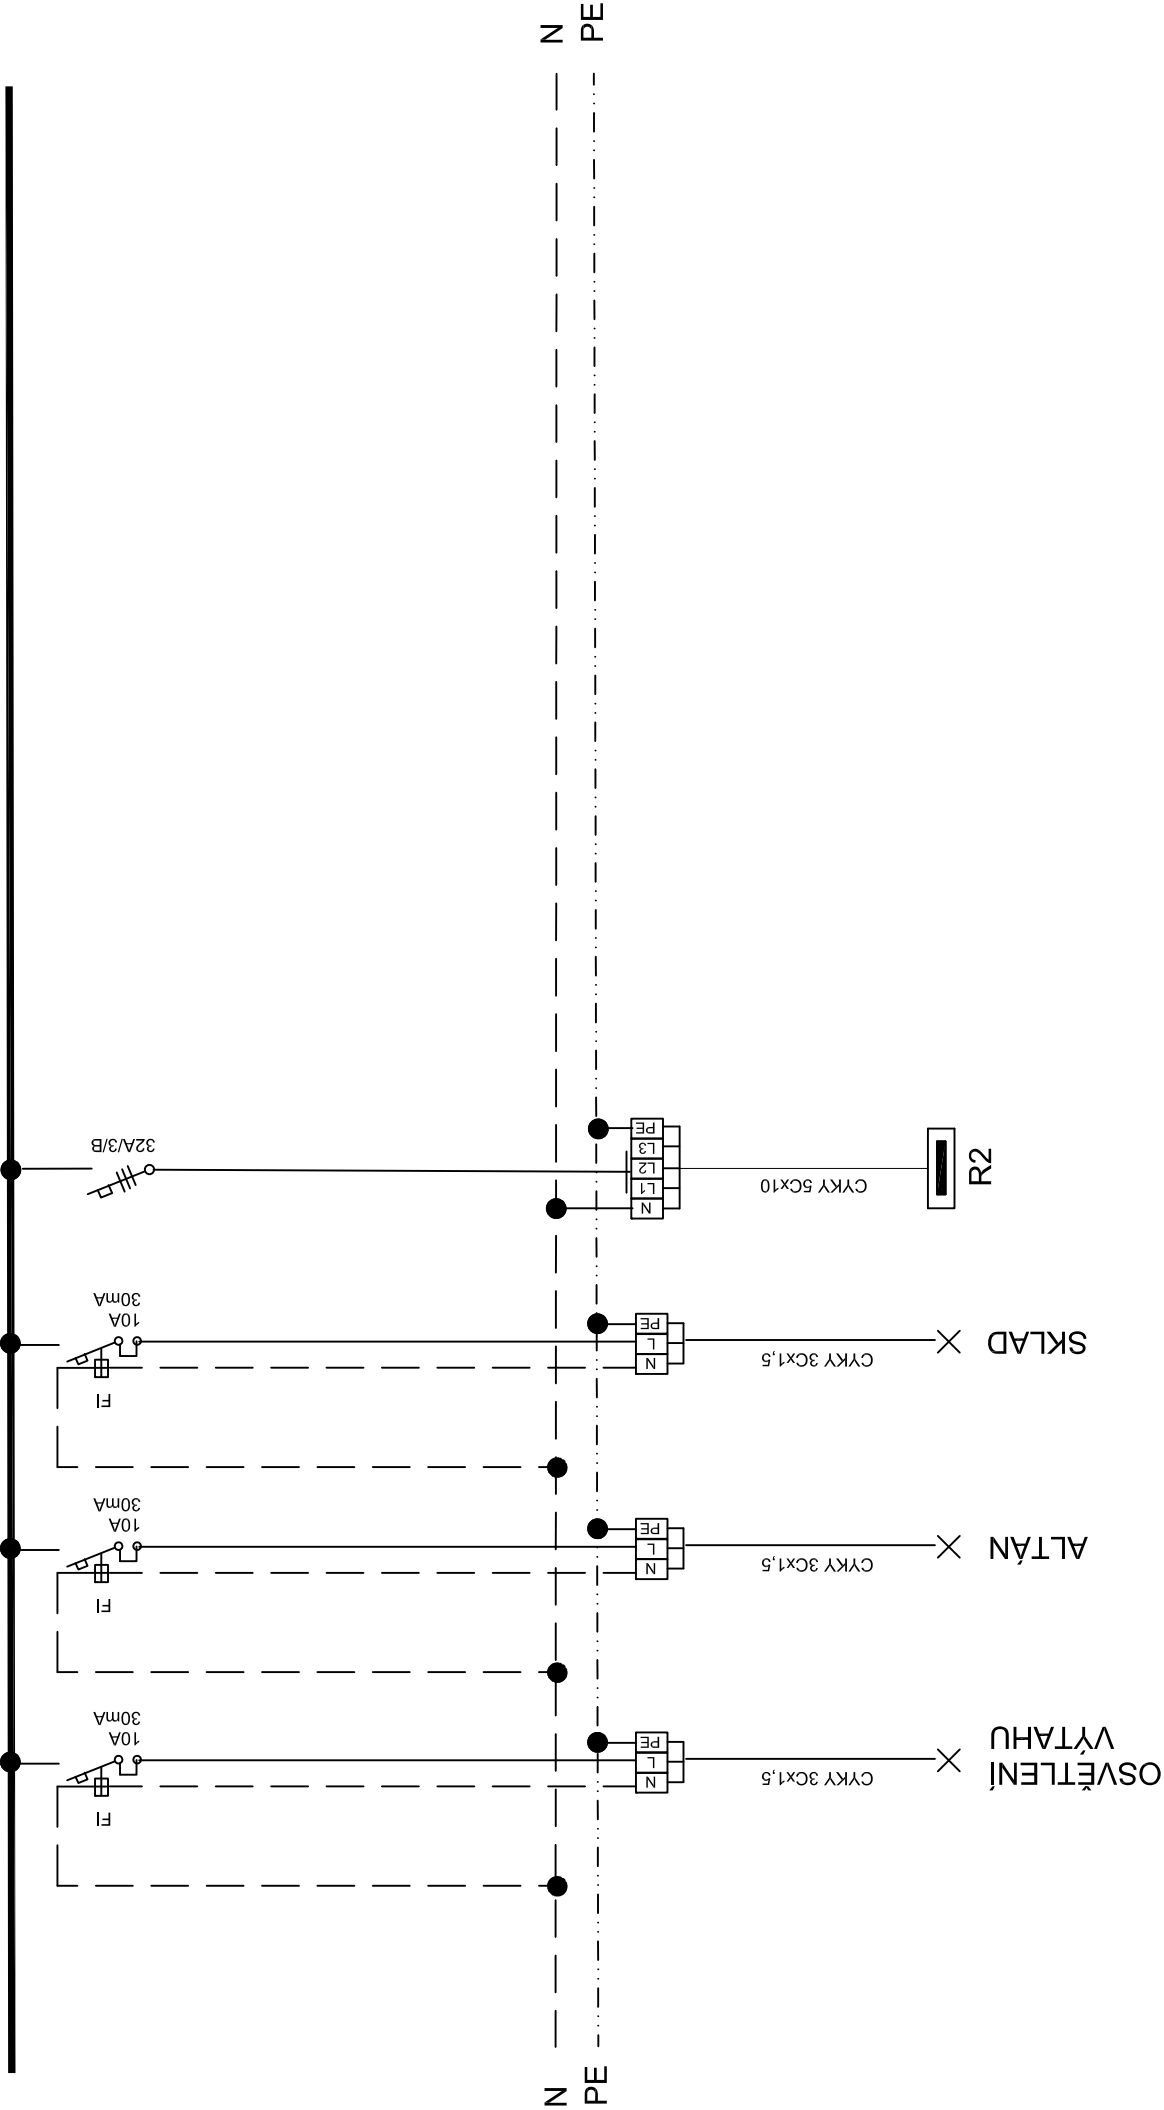 N
PE
32A/3/B
PE
L3
L2
L1
N
CYKY 5Cx10
R2
10A
30mA
FI
PE
L
N
CYKY 3Cx1,5
SKLAD
10A
30mA
FI
PE
L
N
CYKY 3Cx1,5
ALTÁN
10A
30mA
FI
PE
L
N
CYKY 3Cx1,5
OSVĚTLENÍ
VÝTAHU
N
PE